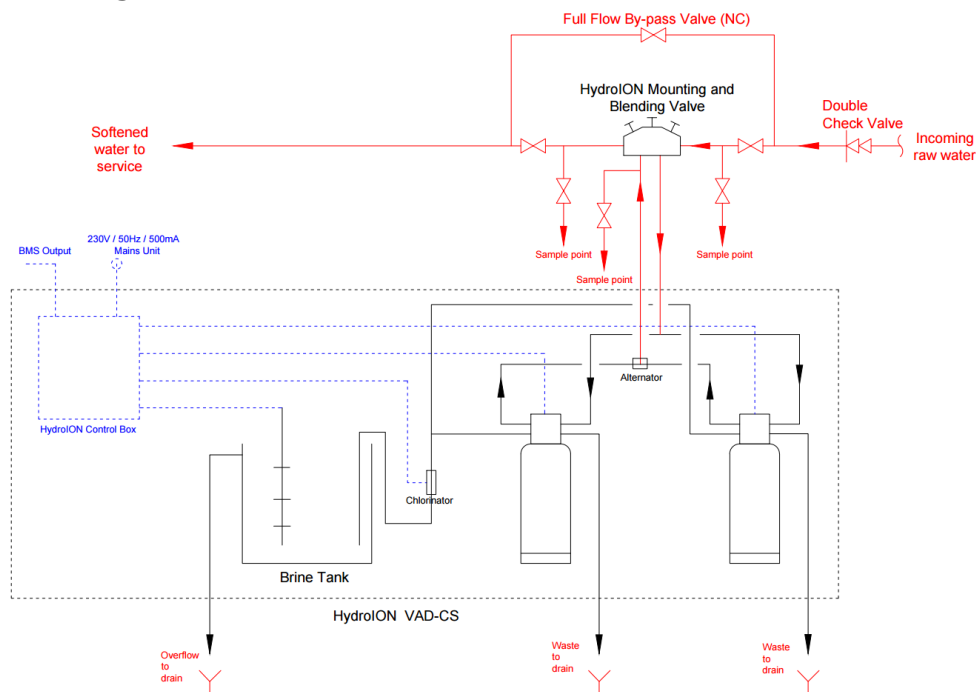 Full Flow By-pass Valve (NC)
HydroION Mounting and
Blending Valve
Double
Check Valve
Incoming
raw water
Softened
water to
service
Sample point
Sample point
Sample point
230V / 50Hz / 500mA
Mains Unit
BMS Output
HydroION Control Box
Alternator
Chlorinator
Brine Tank
HydroION VAD-CS
Overflow
to
drain
Waste
to
drain
Waste
to
drain